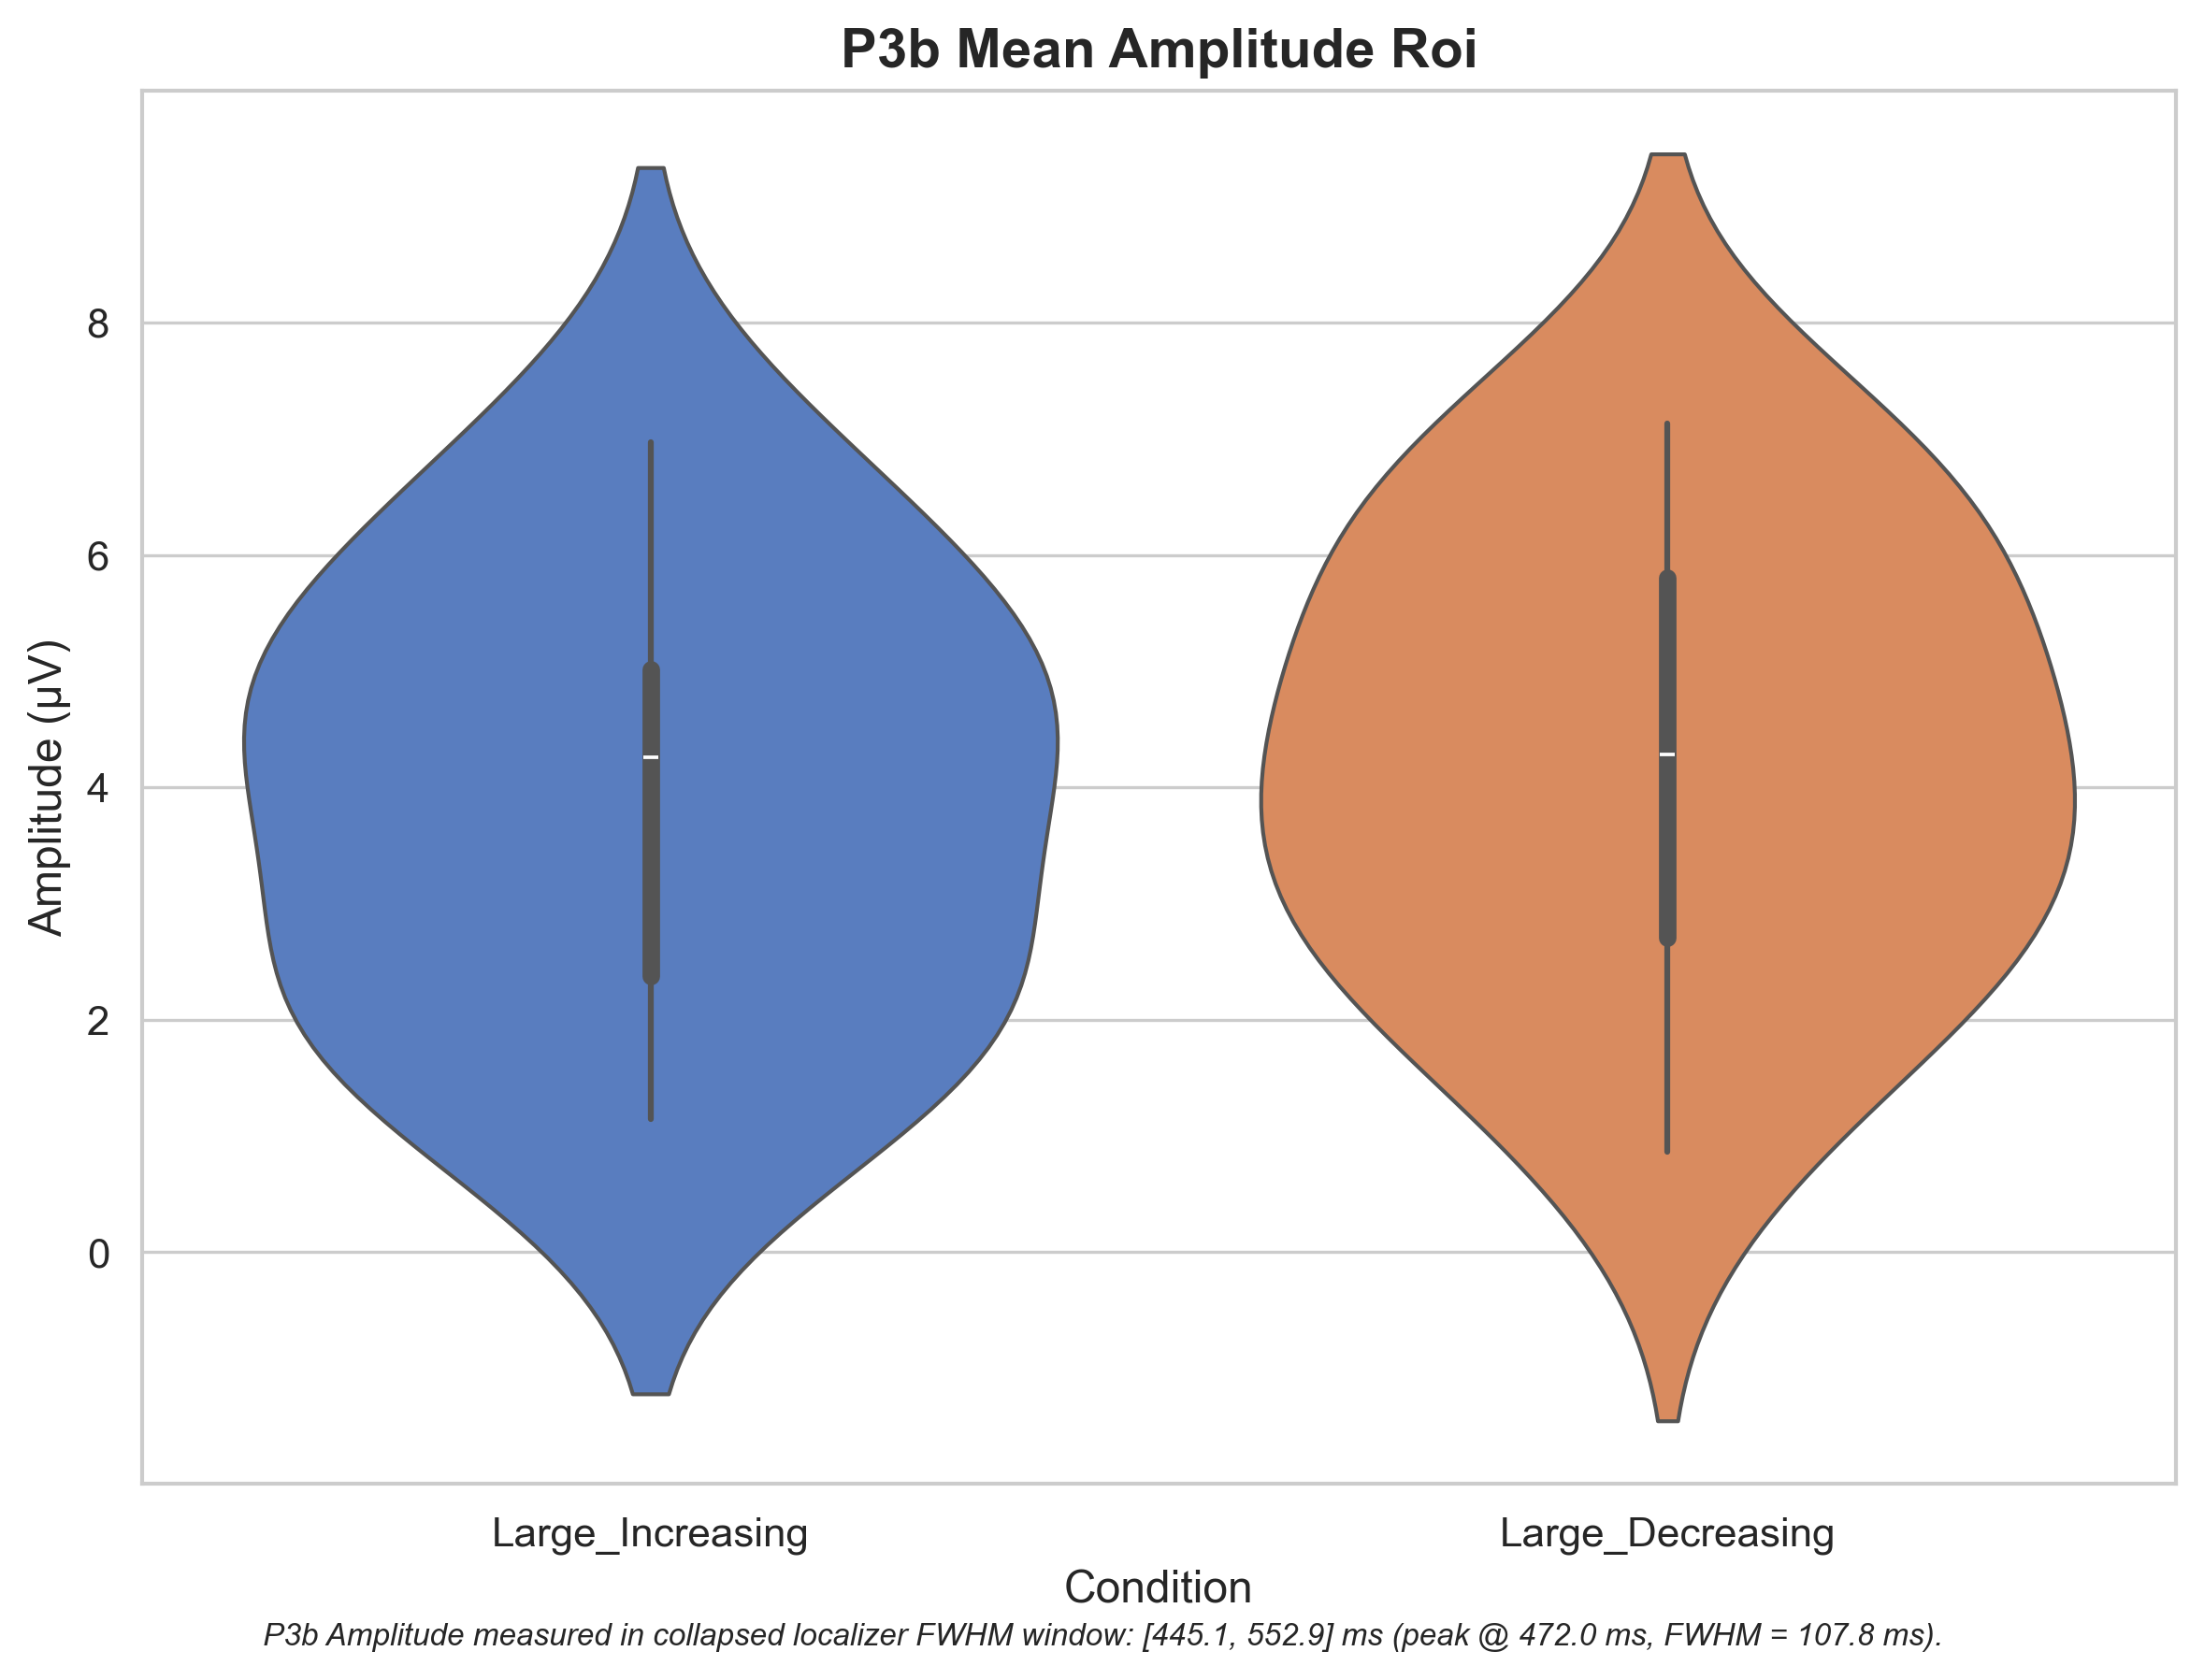 P3b Mean Amplitude Roi
Amplitude (µV)
8
6
4
2
0
Large_Increasing
Large_Decreasing
Condition
P3b Amplitude measured in collapsed localizer FWHM window: [445.1, 552.9] ms (peak @ 472.0 ms, FWHM = 107.8 ms).